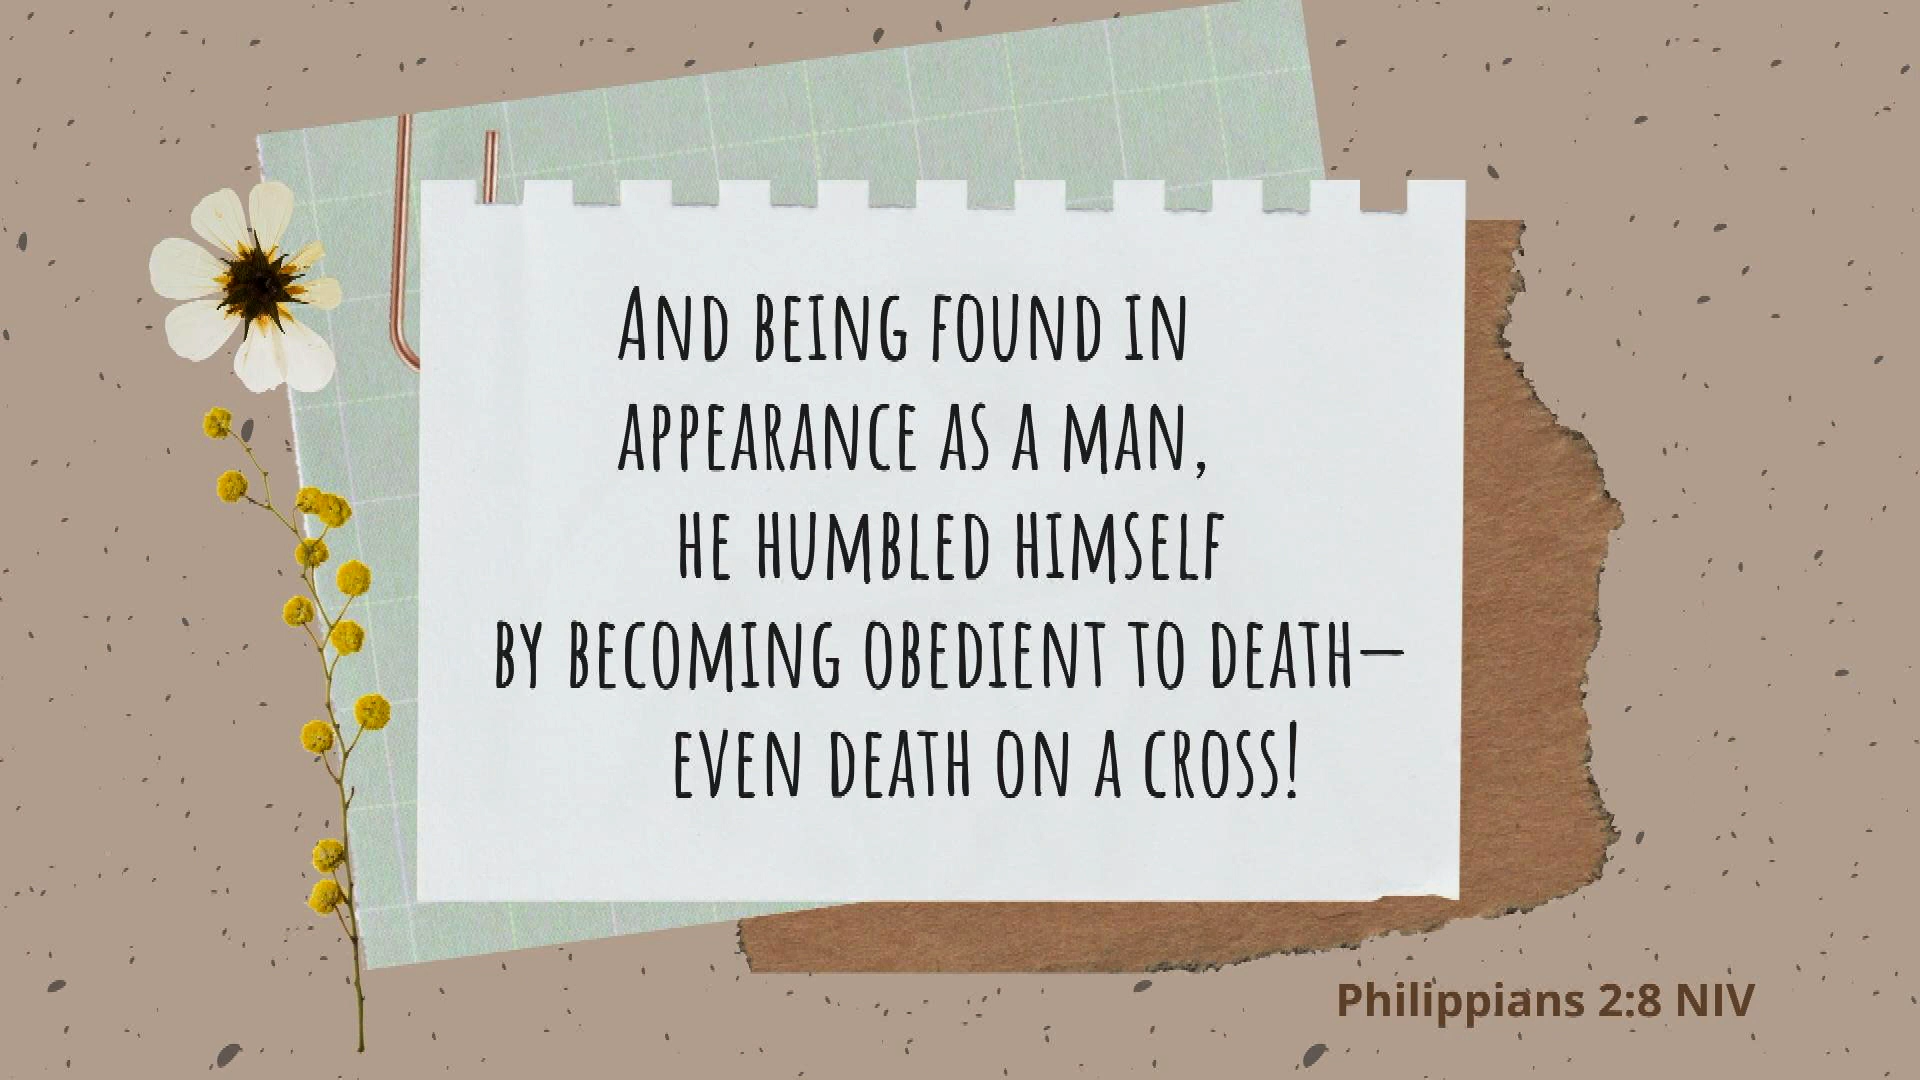 And being found in
appearance as a man,
he humbled himself
by becoming obedient to death—
even death on a cross!
Philippians 2:8 NIV